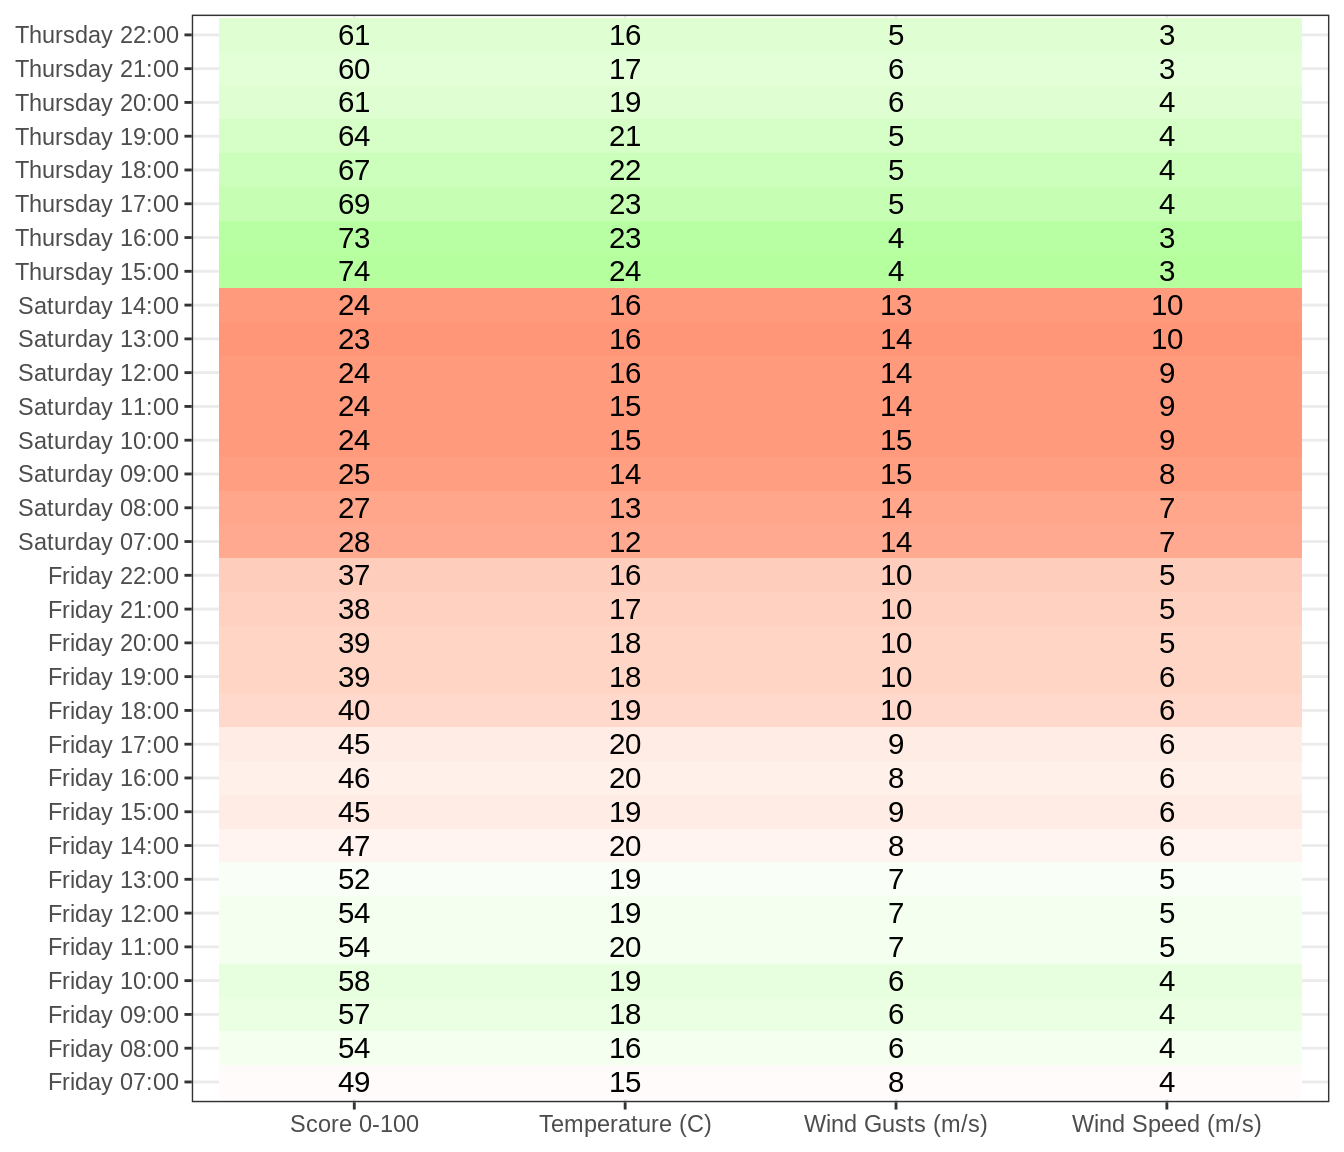 Thursday 22:00 61 16 5 3
Thursday 21:00 60 17 6 3
Thursday 20:00 61 19 6 4
Thursday 19:00 64 21 5 4
Thursday 18:00 67 22 5 4
Thursday 17:00 69 23 5 4
Thursday 16:00 73 23 4 3
Thursday 15:00 74 24 4 3
Saturday 14:00 24 16 13 10
Saturday 13:00 23 16 14 10
Saturday 12:00 24 16 14 9
Saturday 11:00 24 15 14 9
Saturday 10:00 24 15 15 9
Saturday 09:00 25 14 15 8
Saturday 08:00 27 13 14 7
Saturday 07:00 28 12 14 7
Friday 22:00 37 16 10 5
Friday 21:00 38 17 10 5
Friday 20:00 39 18 10 5
Friday 19:00 39 18 10 6
Friday 18:00 40 19 10 6
Friday 17:00 45 20 9 6
Friday 16:00 46 20 8 6
Friday 15:00 45 19 9 6
Friday 14:00 47 20 8 6
Friday 13:00 52 19 7 5
Friday 12:00 54 19 7 5
Friday 11:00 54 20 7 5
Friday 10:00 58 19 6 4
Friday 09:00 57 18 6 4
Friday 08:00 54 16 6 4
Friday 07:00 49 15 8 4
Score 0-100 Temperature (C) Wind Gusts (m/s) Wind Speed (m/s)